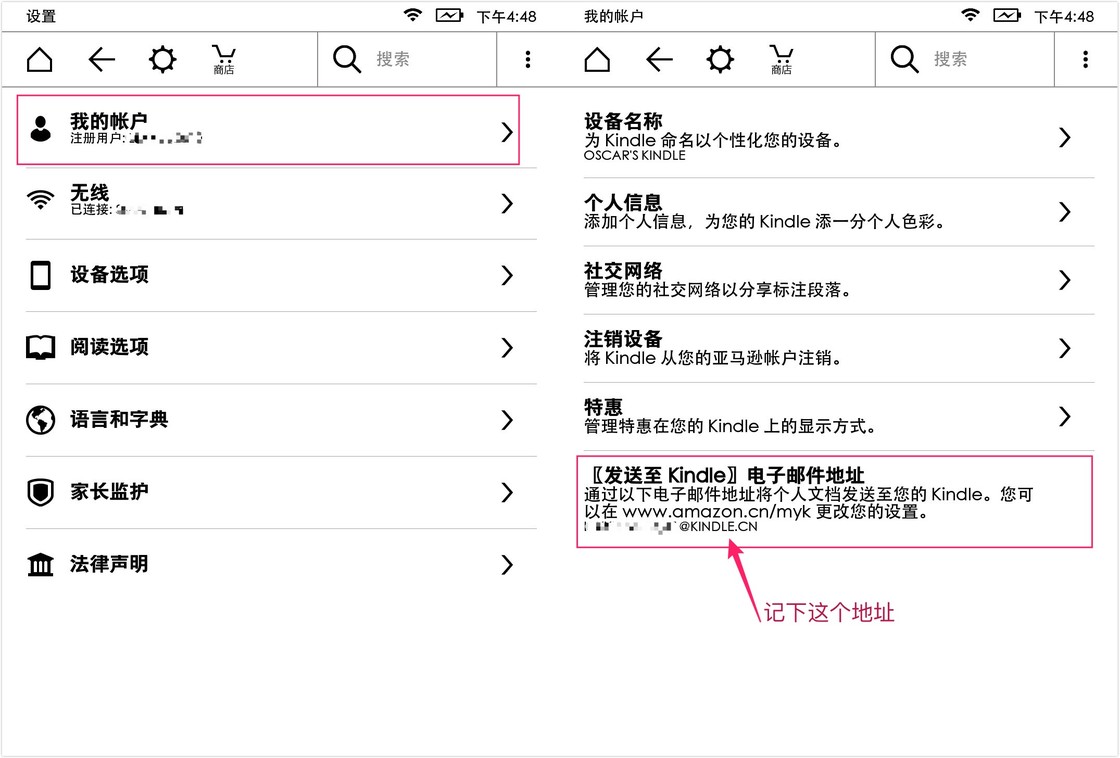 设置
下午4:48
商店
搜索
我的帐户
注册用户:
无线
已连接:
设备选项
阅读选项
语言和字典
家长监护
法律声明
我的帐户
下午4:48
商店
搜索
设备名称
为 Kindle 命名以个性化您的设备。
OSCAR'S KINDLE
个人信息
添加个人信息，为您的 Kindle 添一分个人色彩。
社交网络
管理您的社交网络以分享标注段落。
注销设备
将 Kindle 从您的亚马逊帐户注销。
特惠
管理特惠在您的 Kindle 上的显示方式。
〖发送至 Kindle〗电子邮件地址
通过以下电子邮件地址将个人文档发送至您的 Kindle。您可
以在 www.amazon.cn/myk 更改您的设置。
@KINDLE.CN
记下这个地址